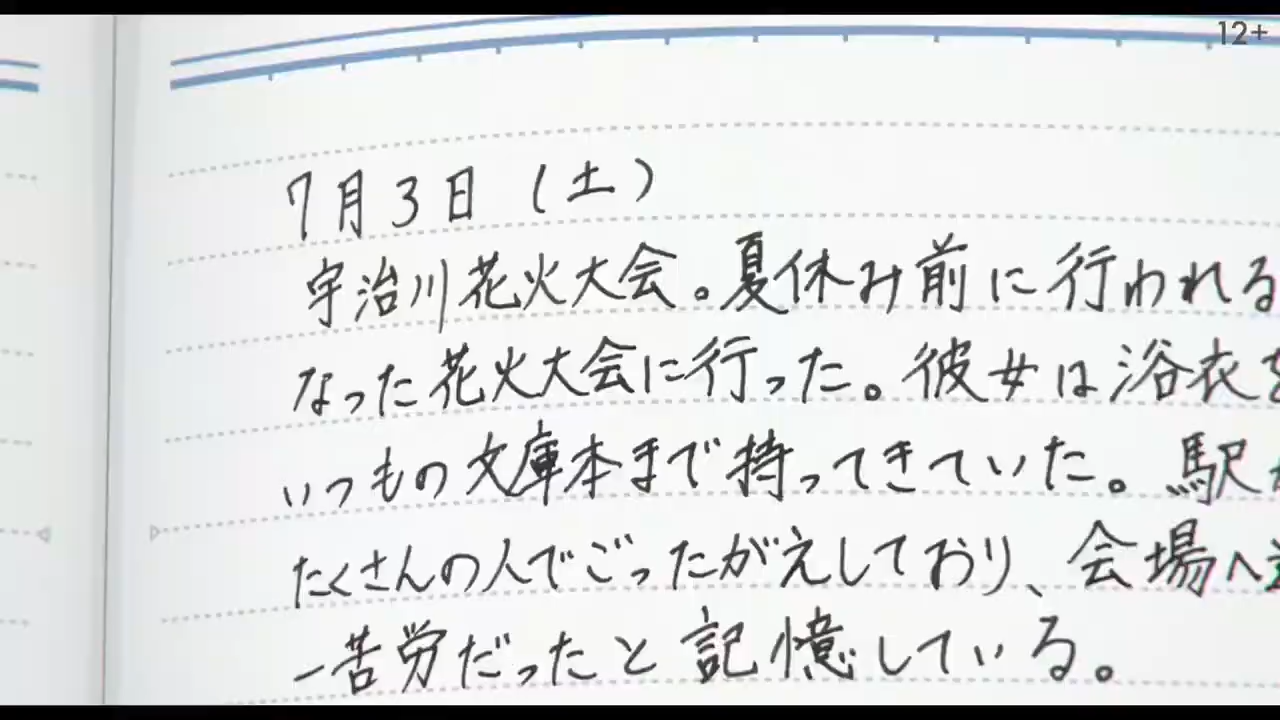 12+
7月3日（土）
宇治川花火大会。夏休み前に行われる
なった花火大会に行った。彼女は浴衣を
いつもの文庫本まで持ってきていた。駅
たくさんの人でごったがえしており、会場へ
一苦労だったと記憶している。